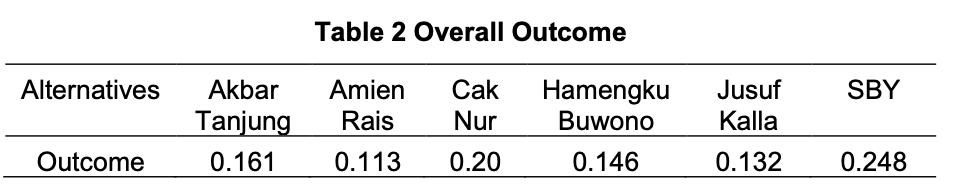 Table 2 Overall Outcome
Alternatives Akbar Amien Cak Hamengku Jusuf SBY
Tanjung Rais Nur Buwono Kalla
Outcome 0.161 0.113 0.20 0.146 0.132 0.248